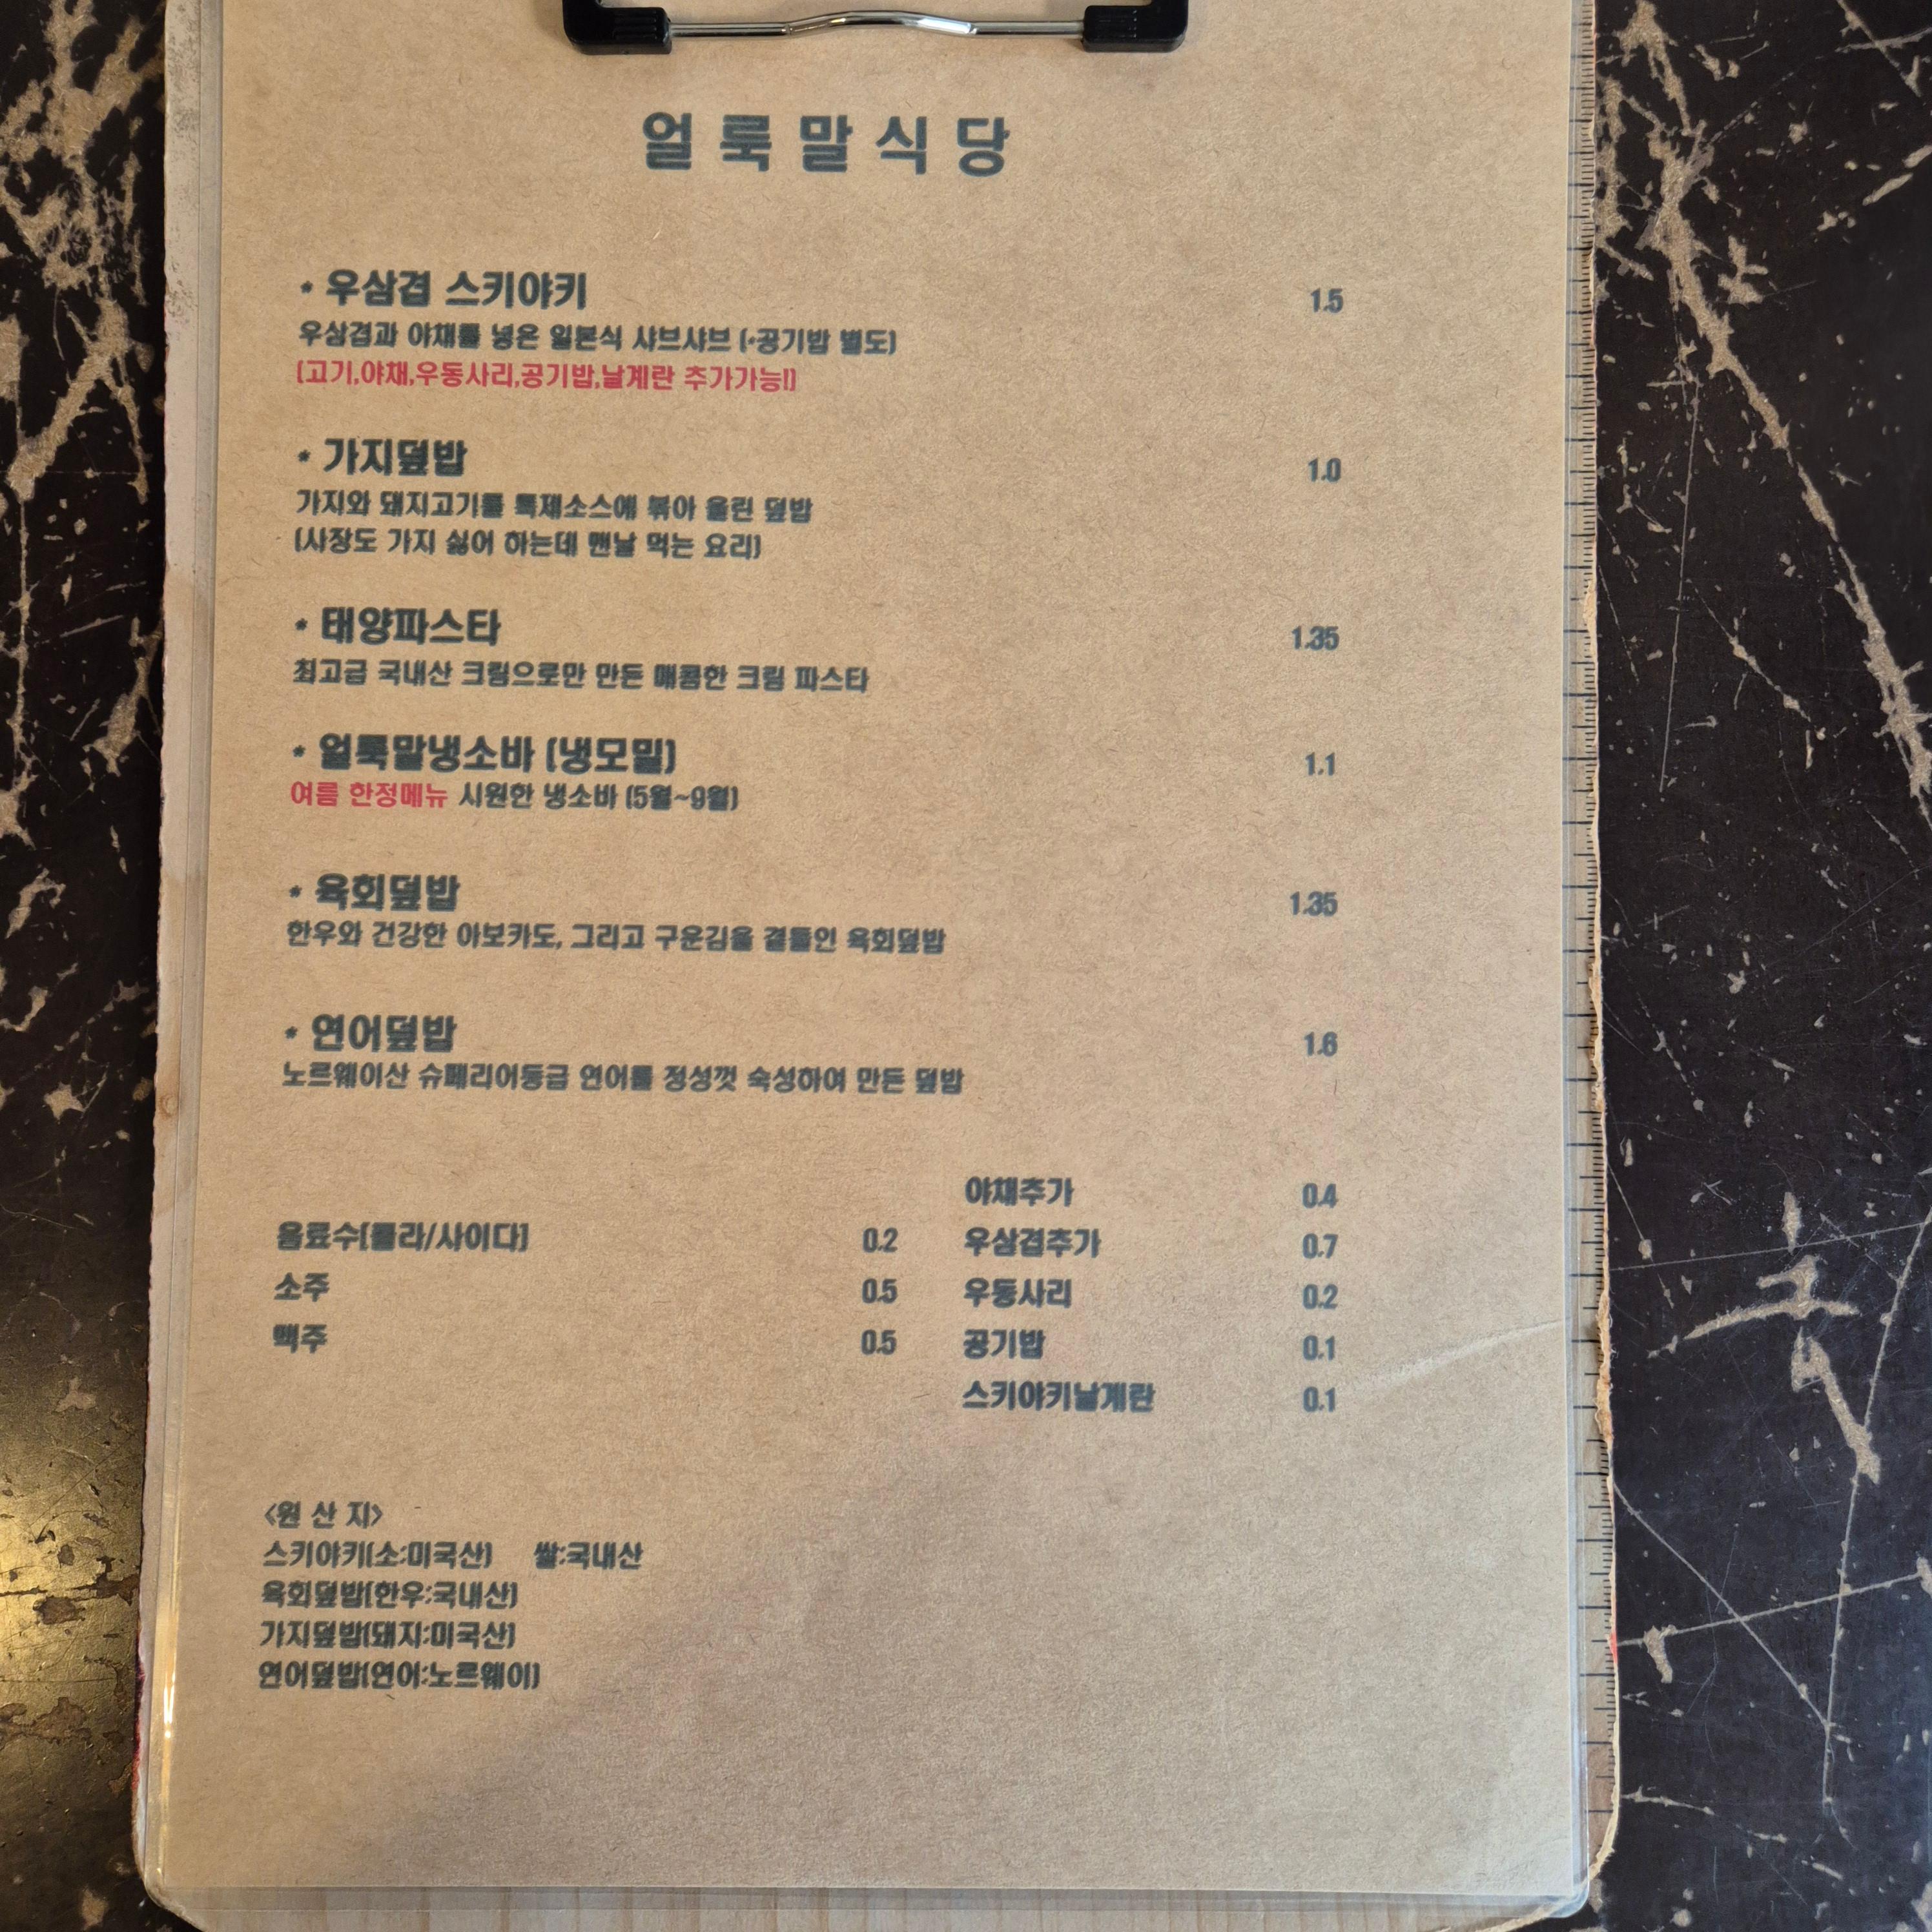 얼룩말식당
* 우삼겹 스키야키 1.5
우삼겹과 야채를 넣은 일본식 샤브샤브 (*공기밥 별도)
(고기,야채,우동사리,공기밥,날계란 추가가능!)
* 가지덮밥 1.0
가지와 돼지고기를 특제소스에 볶아 올린 덮밥
(사장도 가지 싫어 하는데 맨날 먹는 요리)
* 태양파스타 1.35
최고급 국내산 크림으로만 만든 매콤한 크림 파스타
* 얼룩말냉소바 (냉모밀) 1.1
여름 한정메뉴 시원한 냉소바 (5월~9월)
* 육회덮밥 1.35
한우와 건강한 아보카도, 그리고 구운김을 곁들인 육회덮밥
* 연어덮밥 1.6
노르웨이산 슈페리어등급 연어를 정성껏 숙성하여 만든 덮밥
음료수(콜라/사이다) 0.2
소주 0.5
맥주 0.5
야채추가 0.4
우삼겹추가 0.7
우동사리 0.2
공기밥 0.1
스키야키날계란 0.1
<원 산 지>
스키야키(소:미국산) 쌀:국내산
육회덮밥(한우:국내산)
가지덮밥(돼지:미국산)
연어덮밥(연어:노르웨이)